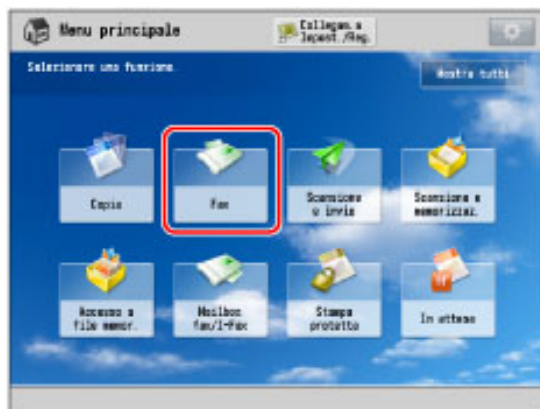 Menu principale
Collegam.a
Impost./Reg.
Selezionare una funzione.
Mostra tutti
Copia
Fax
Scansione
e invio
Scansione e
memorizzaz.
Accesso a
file memor.
Mailbox
fax/I-Fax
Stampa
protetta
In attesa